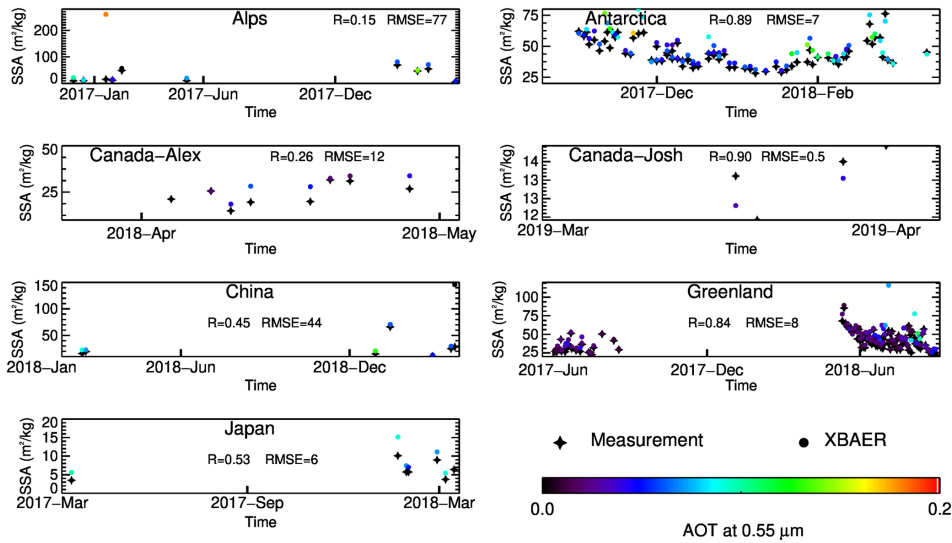 Alps R=0.15 RMSE=77
SSA (m²/kg)
200
100
0
2017−Jan 2017−Jun 2017−Dec
Time
Antarctica R=0.89 RMSE=7
SSA (m²/kg)
75
50
25
2017−Dec 2018−Feb
Time
Canada−Alex R=0.26 RMSE=12
SSA (m²/kg)
50
25
2018−Apr 2018−May
Time
Canada−Josh R=0.90 RMSE=0.5
SSA (m²/kg)
14
13
12
2019−Mar 2019−Apr
Time
China
R=0.45 RMSE=44
SSA (m²/kg)
150
100
50
2018−Jan 2018−Jun 2018−Dec
Time
Greenland
R=0.84 RMSE=8
SSA (m²/kg)
100
75
50
25
2017−Jun 2017−Dec 2018−Jun
Time
Japan
R=0.53 RMSE=6
SSA (m²/kg)
20
15
10
5
0
2017−Mar 2017−Sep 2018−Mar
Time
Measurement XBAER
0.0 0.2
AOT at 0.55 μm